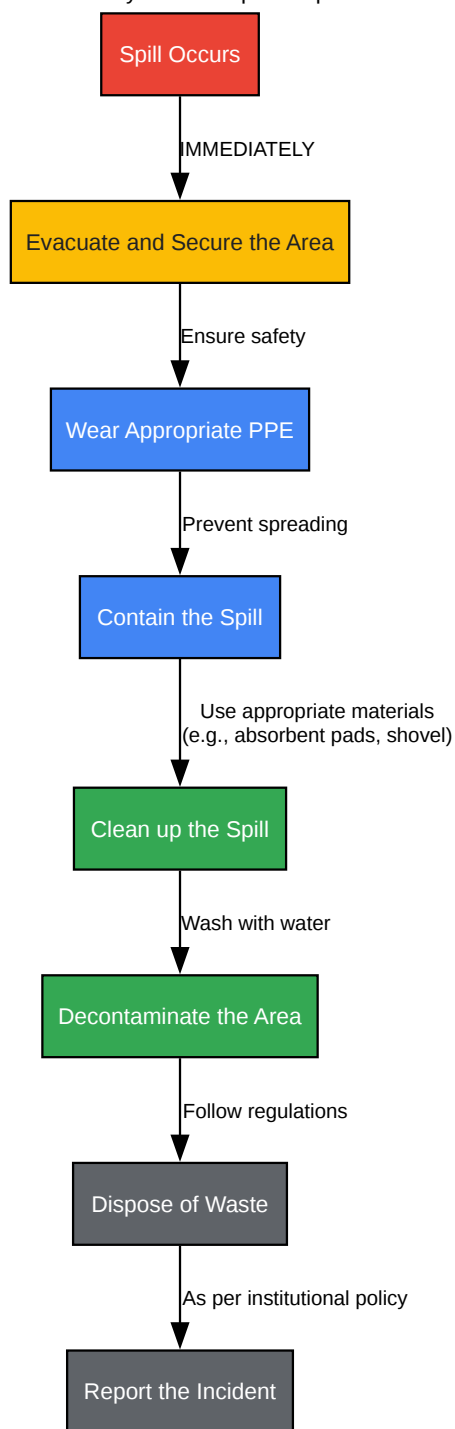 Spill Occurs
IMMEDIATELY
Evacuate and Secure the Area
Ensure safety
Wear Appropriate PPE
Prevent spreading
Contain the Spill
Use appropriate materials
(e.g., absorbent pads, shovel)
Clean up the Spill
Wash with water
Decontaminate the Area
Follow regulations
Dispose of Waste
As per institutional policy
Report the Incident